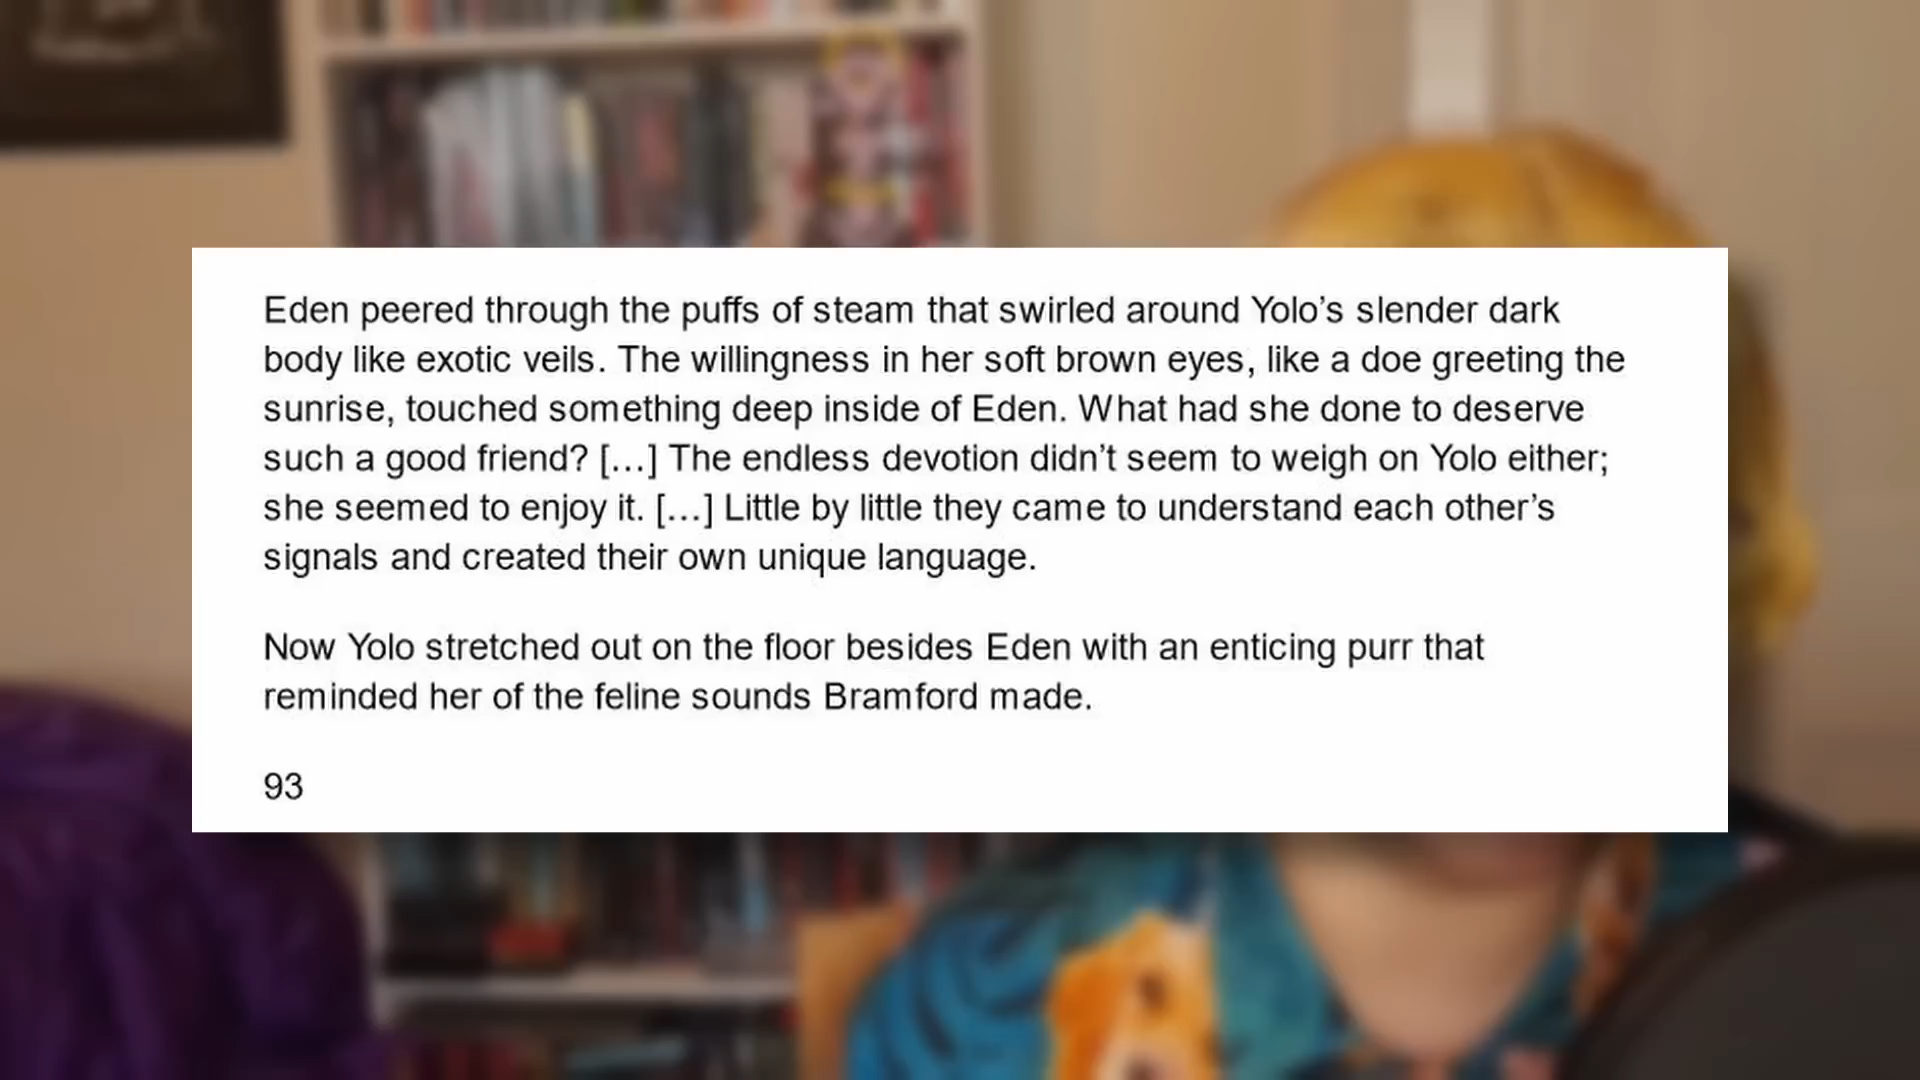 Eden peered through the puffs of steam that swirled around Yolo’s slender dark
body like exotic veils. The willingness in her soft brown eyes, like a doe greeting the
sunrise, touched something deep inside of Eden. What had she done to deserve
such a good friend? [...] The endless devotion didn’t seem to weigh on Yolo either;
she seemed to enjoy it. [...] Little by little they came to understand each other’s
signals and created their own unique language.
Now Yolo stretched out on the floor besides Eden with an enticing purr that
reminded her of the feline sounds Bramford made.
93